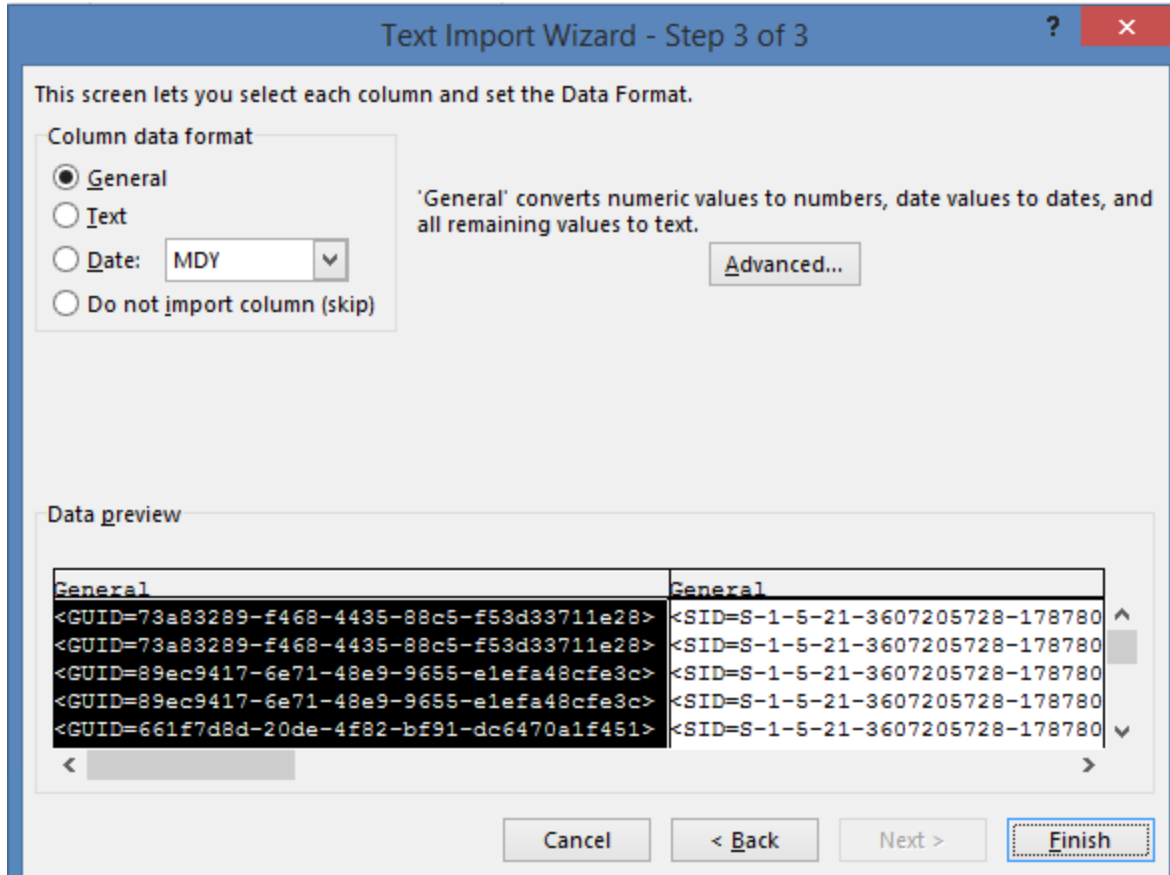 Text Import Wizard - Step 3 of 3
?
This screen lets you select each column and set the Data Format.
Column data format
General
Text
Date: MDY
Do not import column (skip)
'General' converts numeric values to numbers, date values to dates, and
all remaining values to text.
Advanced...
Data preview
General General
<GUID=73a83289-f468-4435-88c5-f53d33711e28> <SID=S-1-5-21-3607205728-178780
<GUID=73a83289-f468-4435-88c5-f53d33711e28> <SID=S-1-5-21-3607205728-178780
<GUID=89ec9417-6e71-48e9-9655-e1efa48cfe3c> <SID=S-1-5-21-3607205728-178780
<GUID=89ec9417-6e71-48e9-9655-e1efa48cfe3c> <SID=S-1-5-21-3607205728-178780
<GUID=661f7d8d-20de-4f82-bf91-dc6470a1f451> <SID=S-1-5-21-3607205728-178780
Cancel < Back Next > Finish